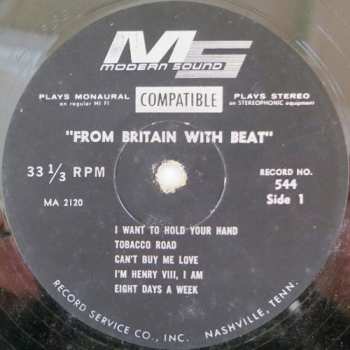 MS
MODERN SOUND
PLAYS MONAURAL
on regular HI FI
COMPATIBLE
PLAYS STEREO
on STEREOPHONIC equipment
"FROM BRITAIN WITH BEAT"
33 1/3 RPM
MA 2120
RECORD NO.
544
Side 1
I WANT TO HOLD YOUR HAND
TOBACCO ROAD
CAN'T BUY ME LOVE
I'M HENRY VIII, I AM
EIGHT DAYS A WEEK
RECORD SERVICE CO., INC. NASHVILLE, TENN.